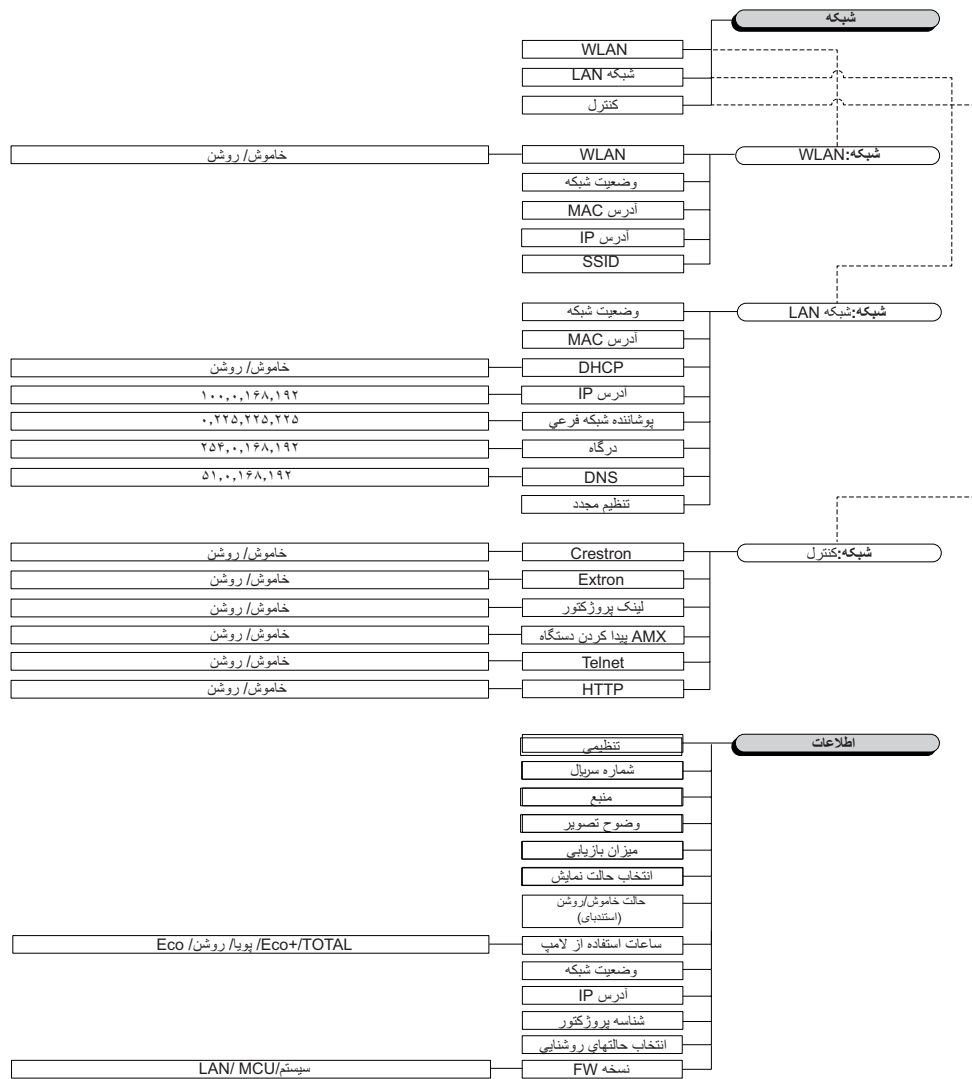 شبکه
WLAN
شبکه LAN
کنترل
شبکه:WLAN
WLAN
خاموش/ روشن
وضعیت شبکه
آدرس MAC
آدرس IP
SSID
شبکه:شبکه LAN
وضعیت شبکه
آدرس MAC
DHCP
خاموش/ روشن
آدرس IP
۱۰۰,۰,۱۶۸,۱۹۲
پوشاننده شبکه فرعي
۰,۲۲۵,۲۲۵,۲۲۵
درگاه
۲۵۴,۰,۱۶۸,۱۹۲
DNS
۵۱,۰,۱۶۸,۱۹۲
تنظیم مجدد
شبکه:کنترل
Crestron
خاموش/ روشن
Extron
خاموش/ روشن
لینک پروژکتور
خاموش/ روشن
AMX پیدا کردن دستگاه
خاموش/ روشن
Telnet
خاموش/ روشن
HTTP
خاموش/ روشن
اطلاعات
تنظیمی
شماره سریال
منبع
وضوح تصویر
میزان بازیابی
انتخاب حالت نمایش
حالت خاموش/روشن
(استندبای)
ساعات استفاده از لامپ
Eco /پویا/ روشن /Eco+/TOTAL
وضعیت شبکه
آدرس IP
شناسه پروژکتور
انتخاب حالتهاي روشنایي
نسخه FW
سیستم/LAN/ MCU